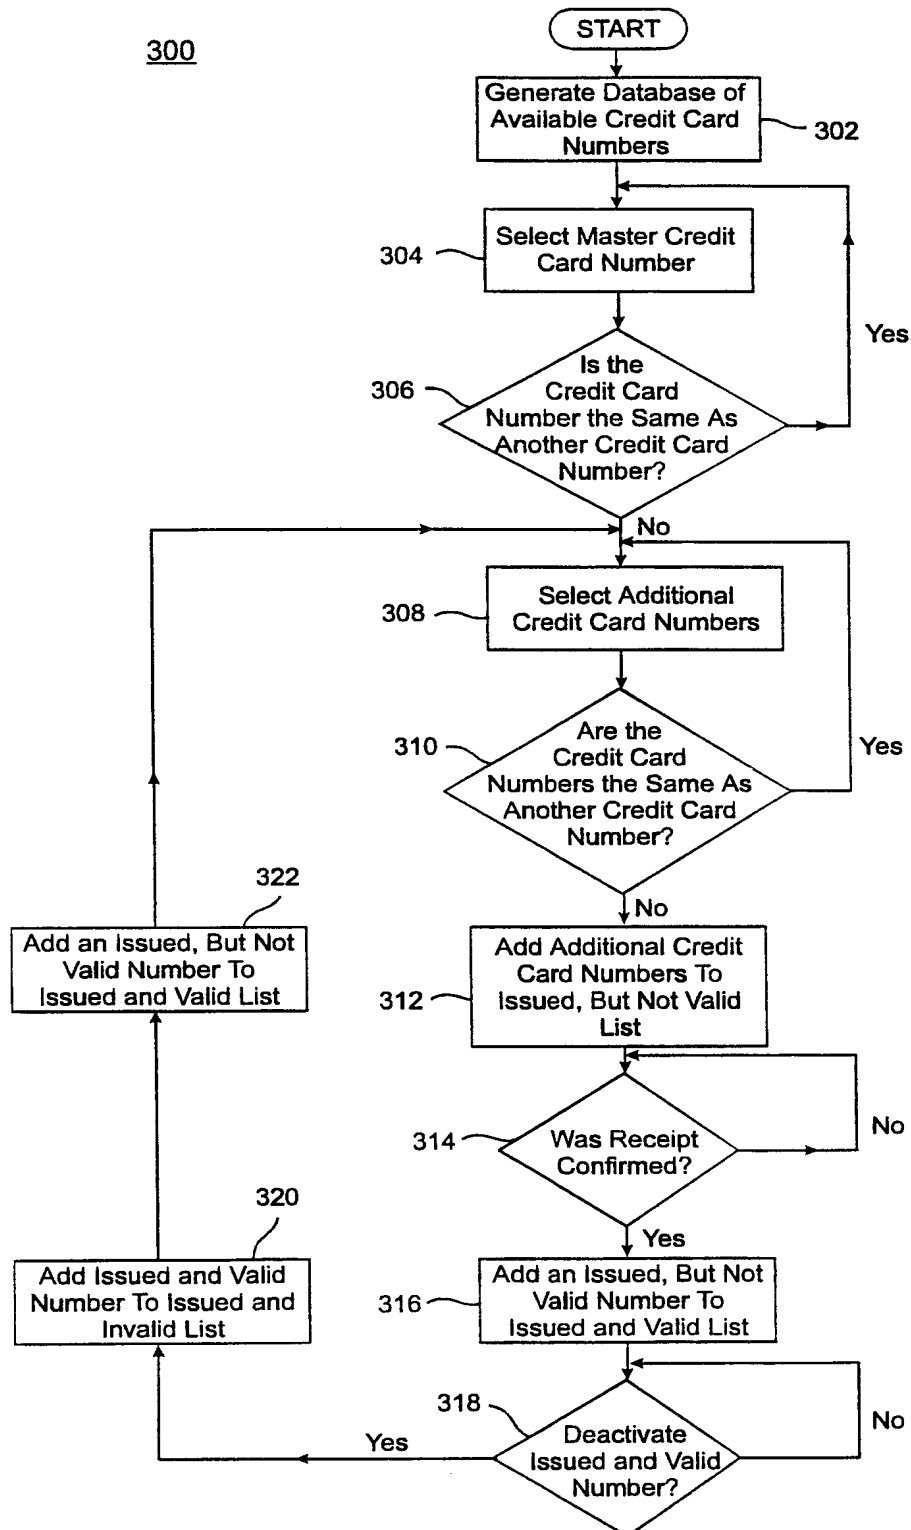 300
START
Generate Database of
Available Credit Card
Numbers
302
Select Master Credit
Card Number
304
Yes
Is the
Credit Card
Number the Same As
Another Credit Card
Number?
306
No
Select Additional
Credit Card Numbers
308
Are the
Credit Card
Numbers the Same As
Another Credit Card
Number?
310
Yes
No
322
Add an Issued, But Not
Valid Number To
Issued and Valid List
Add Additional Credit
Card Numbers To
Issued, But Not Valid
List
312
Was Receipt
Confirmed?
314
No
Yes
320
Add Issued and Valid
Number To Issued and
Invalid List
Add an Issued, But Not
Valid Number To
Issued and Valid List
316
318
Deactivate
Issued and Valid
Number?
No
Yes